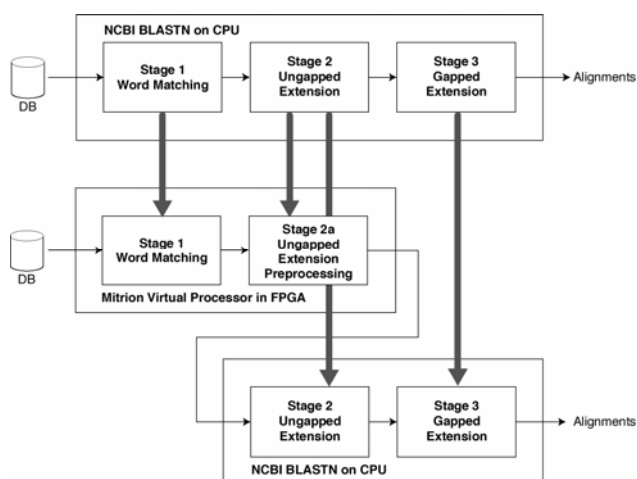 NCBI BLASTN on CPU
DB
Stage 1
Word Matching
Stage 2
Ungapped
Extension
Stage 3
Gapped
Extension
Alignments
DB
Stage 1
Word Matching
Stage 2a
Ungapped
Extension
Preprocessing
Mitrion Virtual Processor in FPGA
Stage 2
Ungapped
Extension
Stage 3
Gapped
Extension
Alignments
NCBI BLASTN on CPU